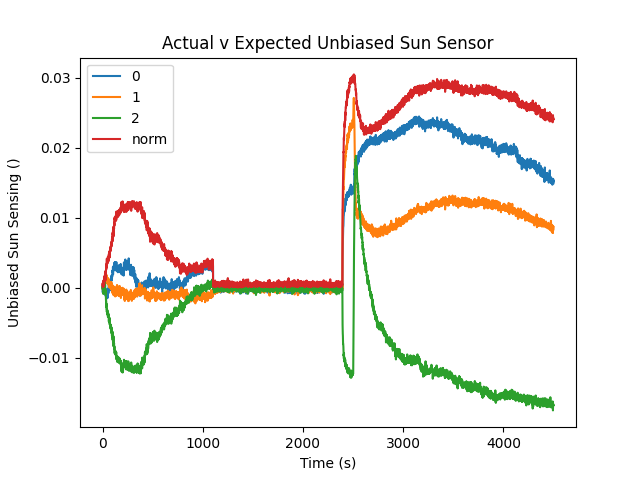 Actual v Expected Unbiased Sun Sensor
0
1
2
norm
Unbiased Sun Sensing ()
0.03
0.02
0.01
0.00
−0.01
0 1000 2000 3000 4000
Time (s)